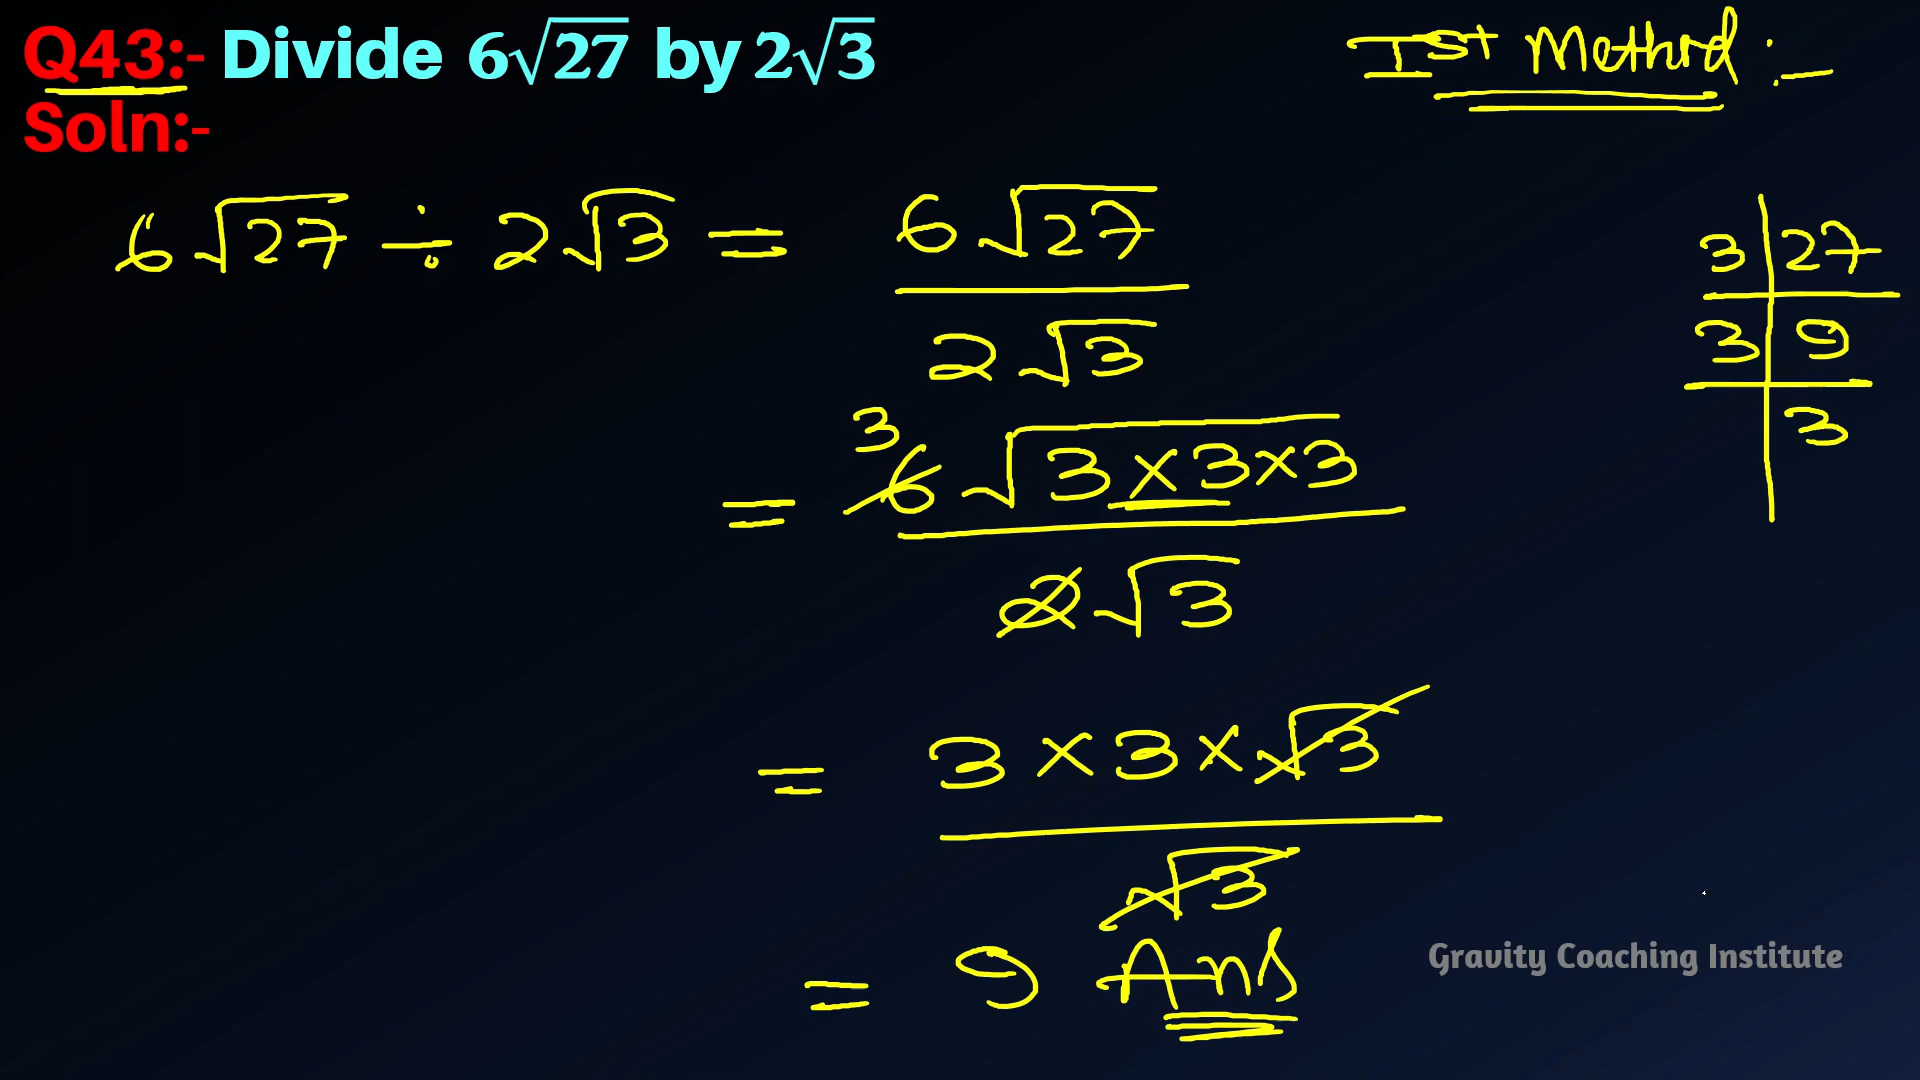 Q43:- Divide 6√27 by 2√3
Ist Method :-
Soln:-
6√27 ÷ 2√3 = 6√27
2√3
3 | 27
3 | 9
3
3
= 6√3×3×3
2√3
= 3×3×√3
√3
= 9 Ans
Gravity Coaching Institute